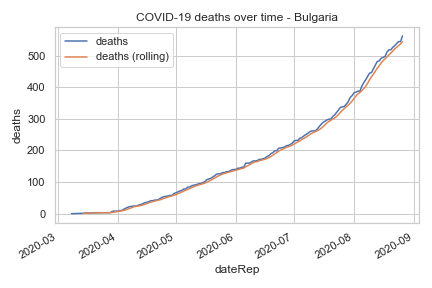 COVID-19 deaths over time - Bulgaria
deaths
deaths (rolling)
500
400
300
200
100
0
deaths
2020-03
2020-04
2020-05
2020-06
2020-07
2020-08
2020-09
dateRep